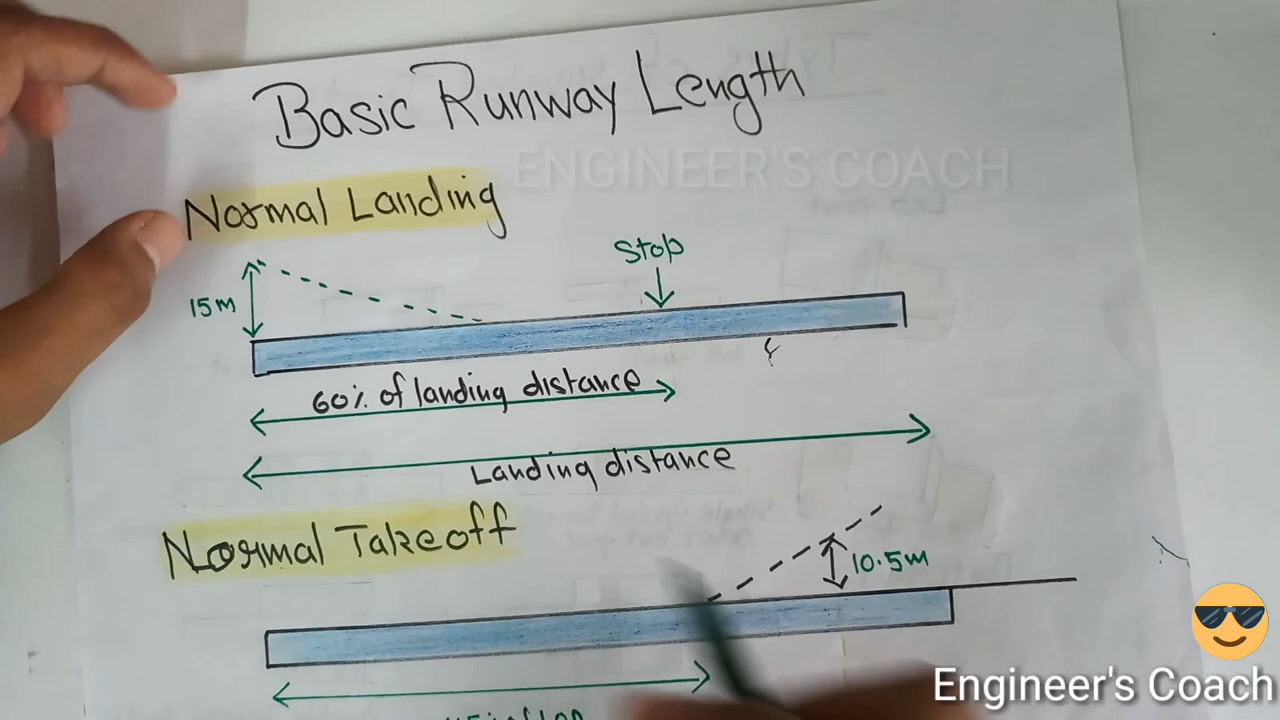 Basic Runway Length
ENGINEER'S COACH
Normal Landing
Stop
15m
60% of landing distance
Landing distance
Normal Takeoff
10.5m
Engineer's Coach